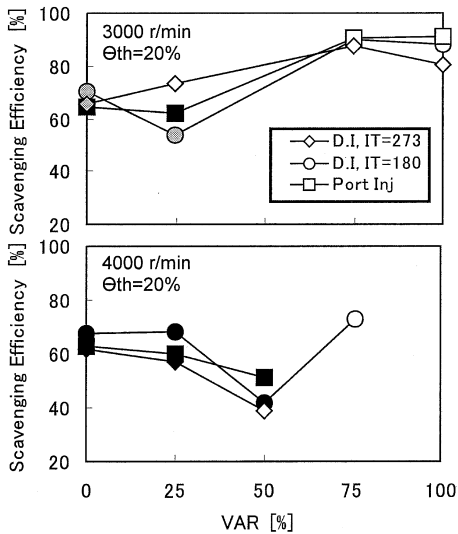 Scavenging Efficiency [%]
100
80
60
40
20
3000 r/min
Θth=20%
D.I, IT=273
D.I, IT=180
Port Inj
Scavenging Efficiency [%]
100
80
60
40
20
4000 r/min
Θth=20%
0 25 50 75 100
VAR [%]